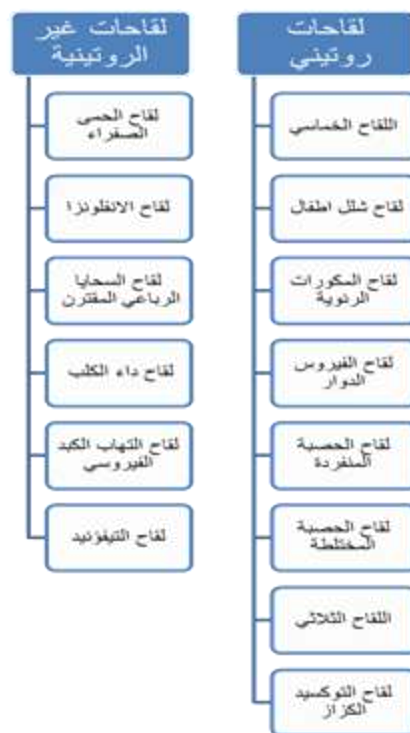 لقاحات
روتيني
اللقاح الخماسي
لقاح شلل اطفال
لقاح المكورات
الرئوية
لقاح الفيروس
الدوار
لقاح الحصبة
المنفردة
لقاح الحصبة
المختلطة
اللقاح الثلاثي
لقاح التوكسيد
الكزاز
لقاحات غير
الروتينية
لقاح الحمى
الصفراء
لقاح الانفلونزا
لقاح السحايا
الرباعي المقترن
لقاح داء الكلب
لقاح التهاب الكبد
الفيروسي
لقاح التيفوئيد